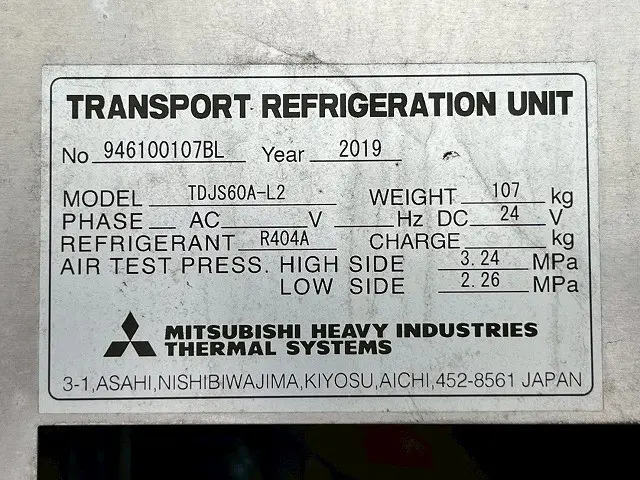 TRANSPORT REFRIGERATION UNIT
No 946100107BL Year 2019
MODEL TDJS60A-L2 WEIGHT 107 kg
PHASE AC V Hz DC 24 V
REFRIGERANT R404A CHARGE kg
AIR TEST PRESS. HIGH SIDE 3.24 MPa
LOW SIDE 2.26 MPa
MITSUBISHI HEAVY INDUSTRIES
THERMAL SYSTEMS
3-1,ASAHI,NISHIBIWAJIMA,KIYOSU,AICHI,452-8561 JAPAN